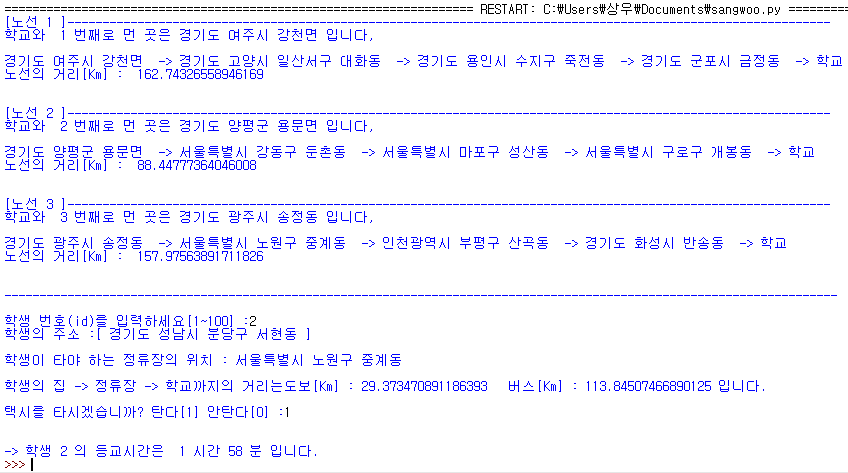 ======================================================== RESTART: C:\Users\상우\Documents\sangwoo.py =========
[노선 1 ]------------------------------------------------------------------------------------------------
학교와  1 번째로 먼 곳은 경기도 여주시 강천면 입니다,
경기도 여주시 강천면  -> 경기도 고양시 일산서구 대화동  -> 경기도 용인시 수지구 죽전동  -> 경기도 군포시 금정동  -> 학교
노선의 거리[Km] :  162.74326558946169
[노선 2 ]------------------------------------------------------------------------------------------------
학교와  2 번째로 먼 곳은 경기도 양평군 용문면 입니다,
경기도 양평군 용문면  -> 서울특별시 강동구 둔촌동  -> 서울특별시 마포구 성산동  -> 서울특별시 구로구 개봉동  -> 학교
노선의 거리[Km] :  88.44777364046008
[노선 3 ]------------------------------------------------------------------------------------------------
학교와  3 번째로 먼 곳은 경기도 광주시 송정동 입니다,
경기도 광주시 송정동  -> 서울특별시 노원구 중계동  -> 인천광역시 부평구 산곡동  -> 경기도 화성시 반송동  -> 학교
노선의 거리[Km] :  157.97563891711826
---------------------------------------------------------------------------------------------------------
학생 번호(id)를 입력하세요[1~100] :2
학생의 주소 :[ 경기도 성남시 분당구 서현동 ]
학생이 타야 하는 정류장의 위치 : 서울특별시 노원구 중계동
학생의 집 -> 정류장 -> 학교까지의 거리는도보[Km] : 29.373470891186393   버스[Km] : 113.84507466890125 입니다.
택시를 타시겠습니까? 탄다[1] 안탄다[0] :1
-> 학생 2 의 등교시간은  1 시간 58 분 입니다.
>>>